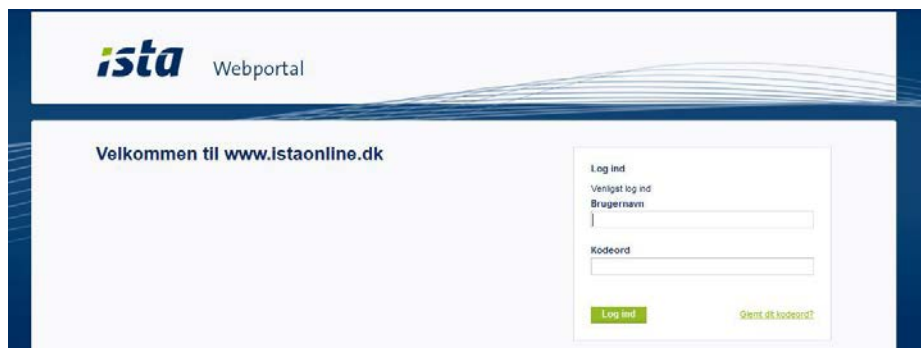 ista Webportal
Velkommen til www.istaonline.dk
Log ind
Venligst log ind
Brugernavn
Kodeord
Log ind
Glemt dit kodeord?